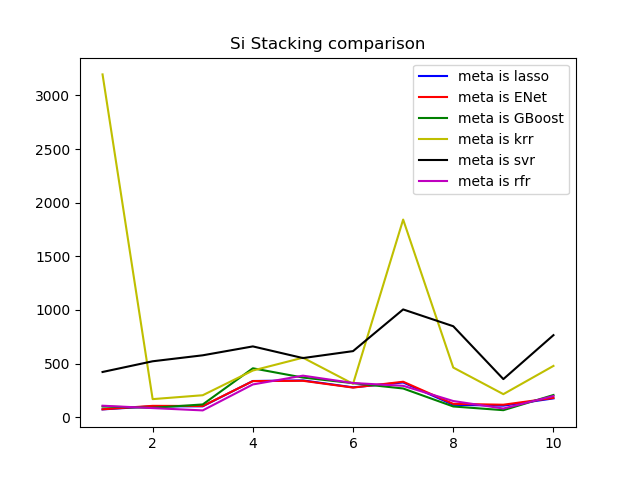 Si Stacking comparison
meta is lasso
meta is ENet
meta is GBoost
meta is krr
meta is svr
meta is rfr
3000
2500
2000
1500
1000
500
0
2 4 6 8 10